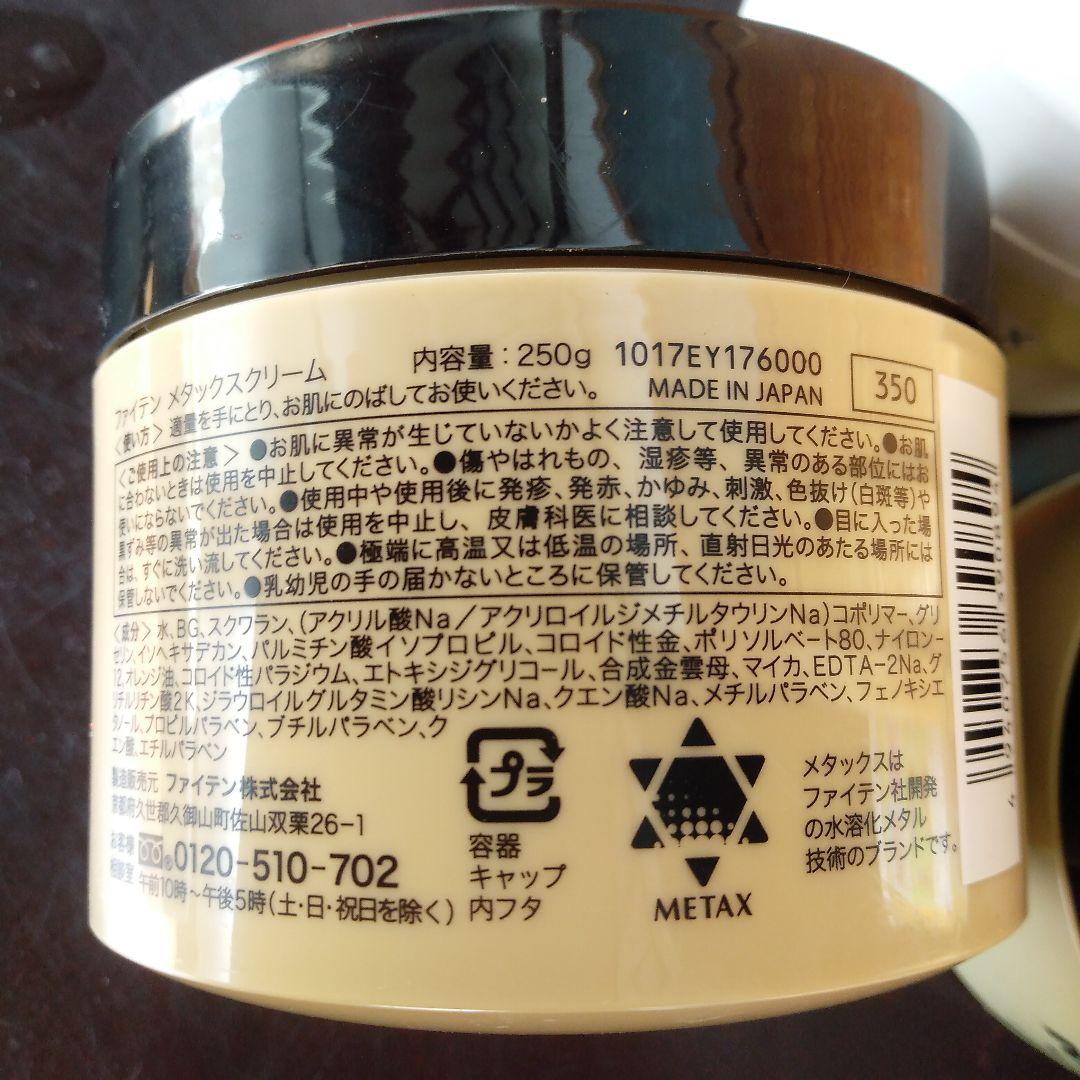 ファイテン メタックスクリーム
内容量：250g 1017EY176000
MADE IN JAPAN
350
〈使い方〉適量を手にとり、お肌にのばしてお使いください。
〈ご使用上の注意〉●お肌に異常が生じていないかよく注意して使用してください。●お肌
に合わないときは使用を中止してください。●傷やはれもの、湿疹等、異常のある部位にはお
使いにならないでください。●使用中や使用後に発疹、発赤、かゆみ、刺激、色抜け(白斑等)や
黒ずみ等の異常が出た場合は使用を中止し、皮膚科医に相談してください。●目に入った場
合は、すぐに洗い流してください。●極端に高温又は低温の場所、直射日光のあたる場所には
保管しないでください。●乳幼児の手の届かないところに保管してください。
〈成分〉水、BG、スクワラン、(アクリル酸Na／アクリロイルジメチルタウリンNa)コポリマー、グリ
セリン、イソヘキサデカン、パルミチン酸イソプロピル、コロイド性金、ポリソルベート80、ナイロン-
12、オレンジ油、コロイド性パラジウム、エトキシジグリコール、合成金雲母、マイカ、EDTA-2Na、グ
リチルリチン酸2K、ジラウロイルグルタミン酸リシンNa、クエン酸Na、メチルパラベン、フェノキシエ
タノール、プロピルパラベン、ブチルパラベン、ク
エン酸、エチルパラベン
製造販売元 ファイテン株式会社
京都府久世郡久御山町佐山双栗26-1
お客様
相談室
0120-510-702
午前10時～午後5時(土・日・祝日を除く)
プラ
容器
キャップ
内フタ
METAX
メタックスは
ファイテン社開発
の水溶化メタル
技術のブランドです。